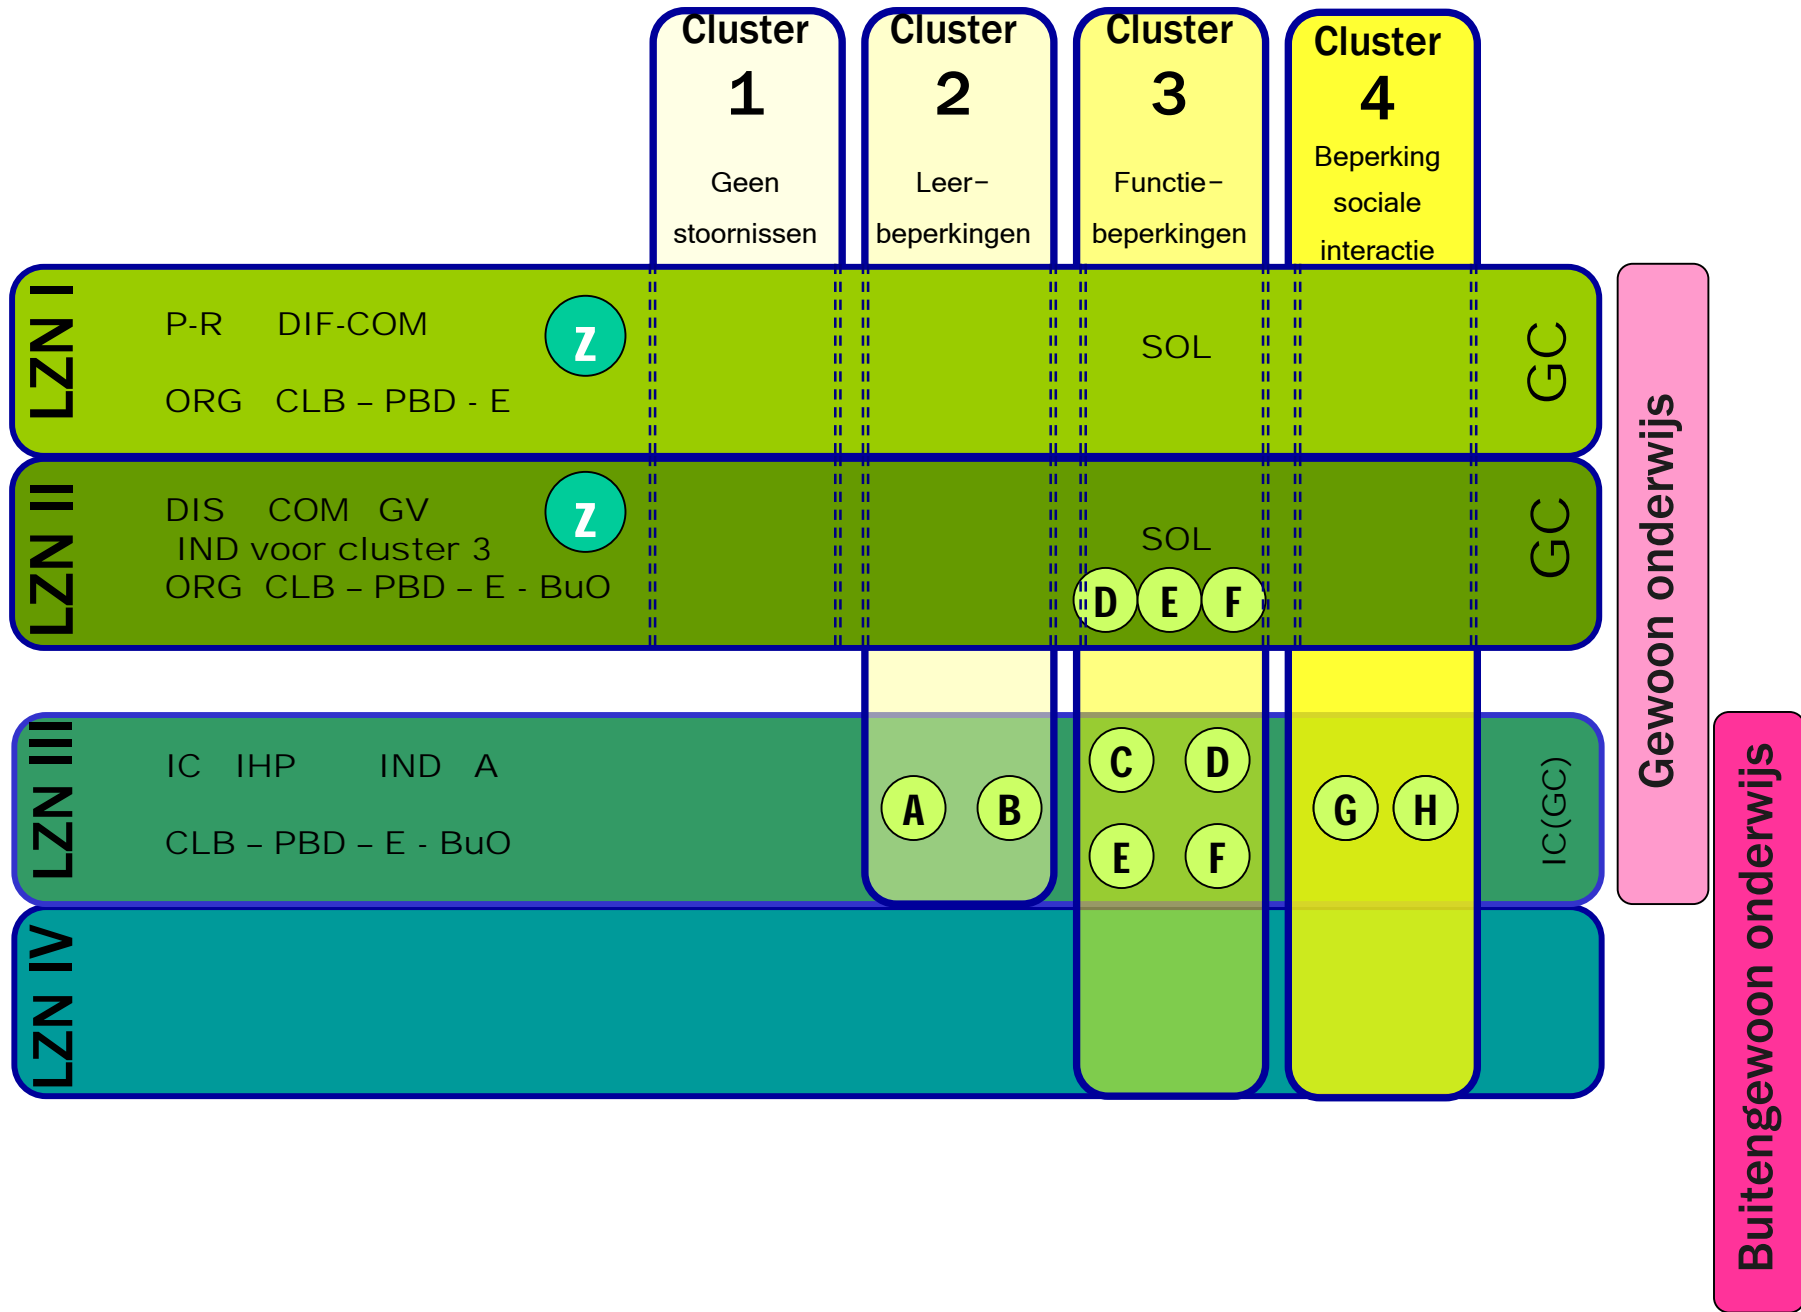 Cluster
1
Geen
stoornissen
Cluster
2
Leer–
beperkingen
Cluster
3
Functie–
beperkingen
Cluster
4
Beperking
sociale
interactie
LZN I
P-R DIF-COM
Z
ORG CLB – PBD - E
SOL
GC
LZN II
DIS COM GV
Z
IND voor cluster 3
ORG CLB – PBD – E - BuO
SOL
D E F
GC
LZN III
IC IHP IND A
CLB – PBD – E - BuO
A B
C D
E F
G H
IC(GC)
LZN IV
Gewoon onderwijs
Buitengewoon onderwijs